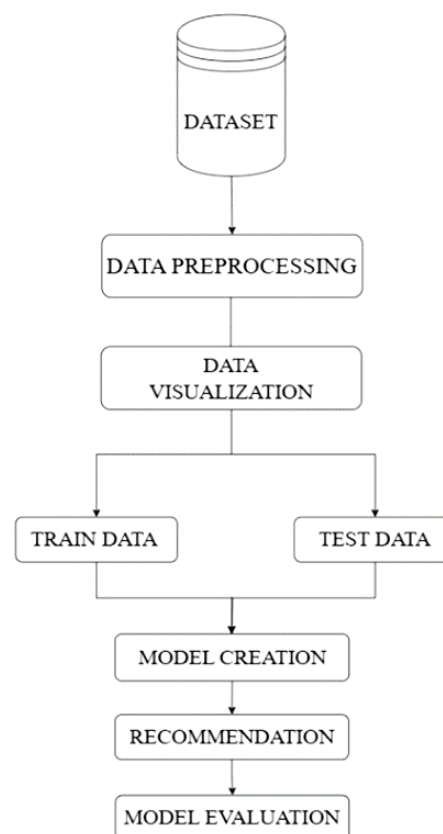 DATASET
DATA PREPROCESSING
DATA
VISUALIZATION
TRAIN DATA
TEST DATA
MODEL CREATION
RECOMMENDATION
MODEL EVALUATION